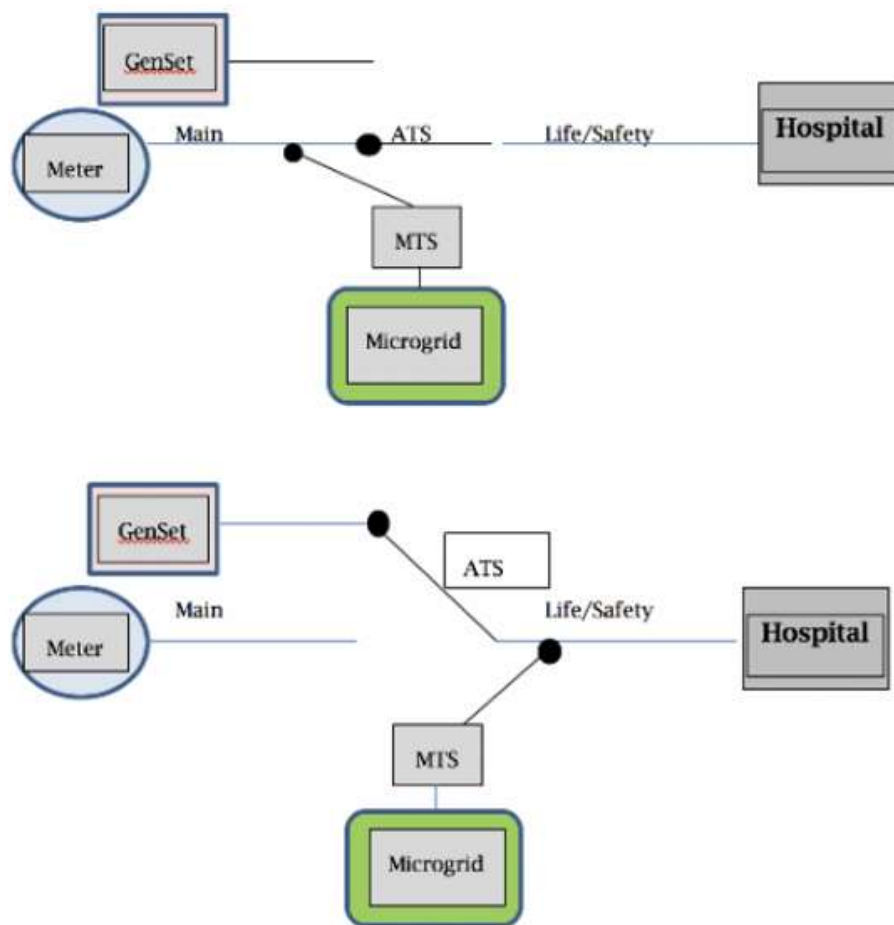 GenSet
Main
ATS
Life/Safety
Hospital
Meter
MTS
Microgrid
GenSet
ATS
Main
Life/Safety
Hospital
Meter
MTS
Microgrid